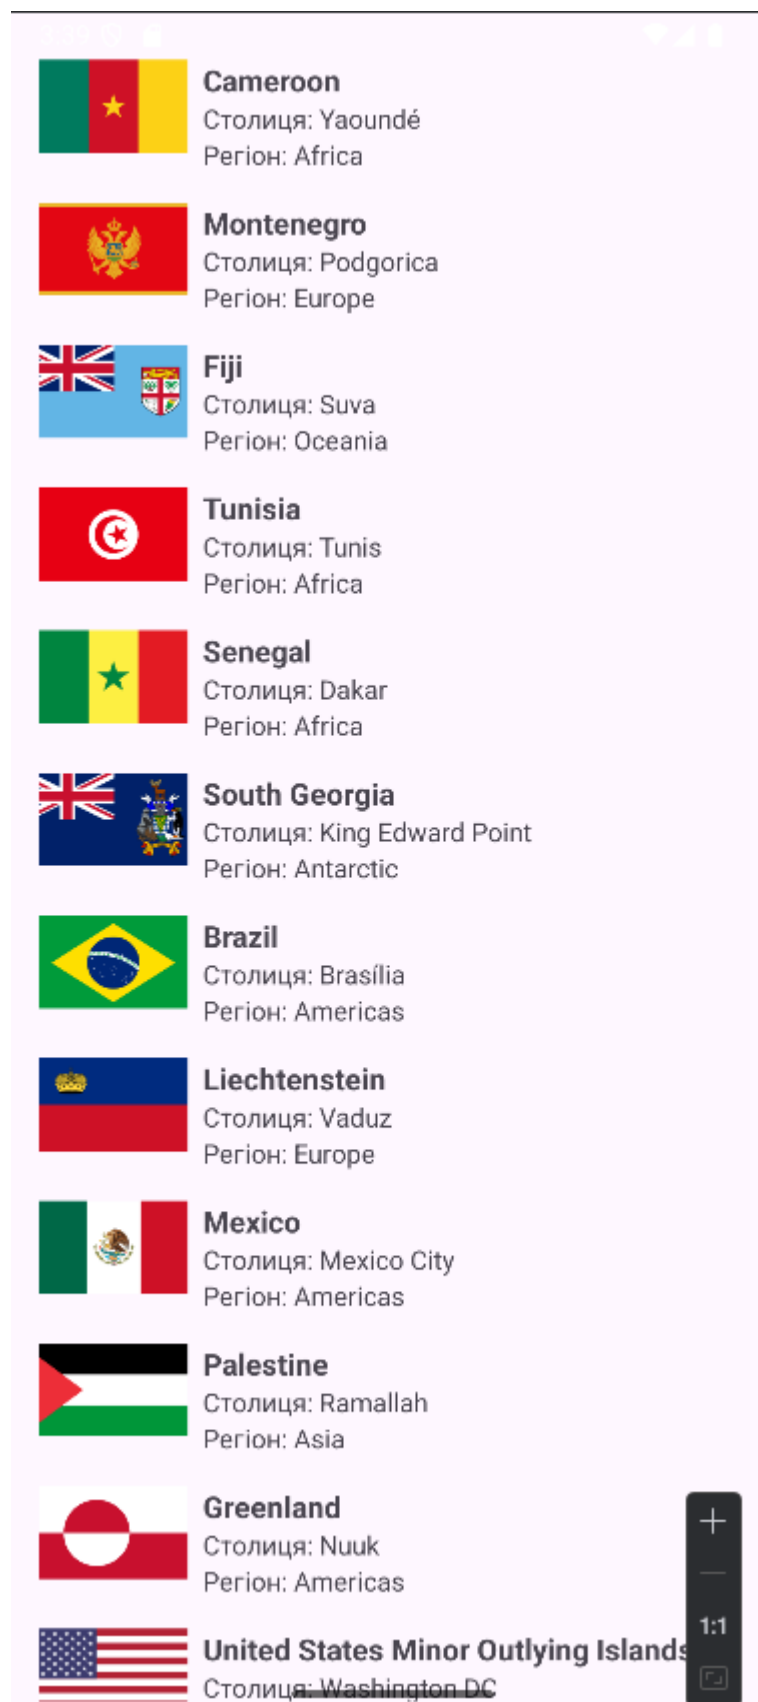 3:39
Cameroon
Столиця: Yaoundé
Регіон: Africa
Montenegro
Столиця: Podgorica
Регіон: Europe
Fiji
Столиця: Suva
Регіон: Oceania
Tunisia
Столиця: Tunis
Регіон: Africa
Senegal
Столиця: Dakar
Регіон: Africa
South Georgia
Столиця: King Edward Point
Регіон: Antarctic
Brazil
Столиця: Brasília
Регіон: Americas
Liechtenstein
Столиця: Vaduz
Регіон: Europe
Mexico
Столиця: Mexico City
Регіон: Americas
Palestine
Столиця: Ramallah
Регіон: Asia
Greenland
Столиця: Nuuk
Регіон: Americas
1:1
United States Minor Outlying Islands
Столиця: Washington DC